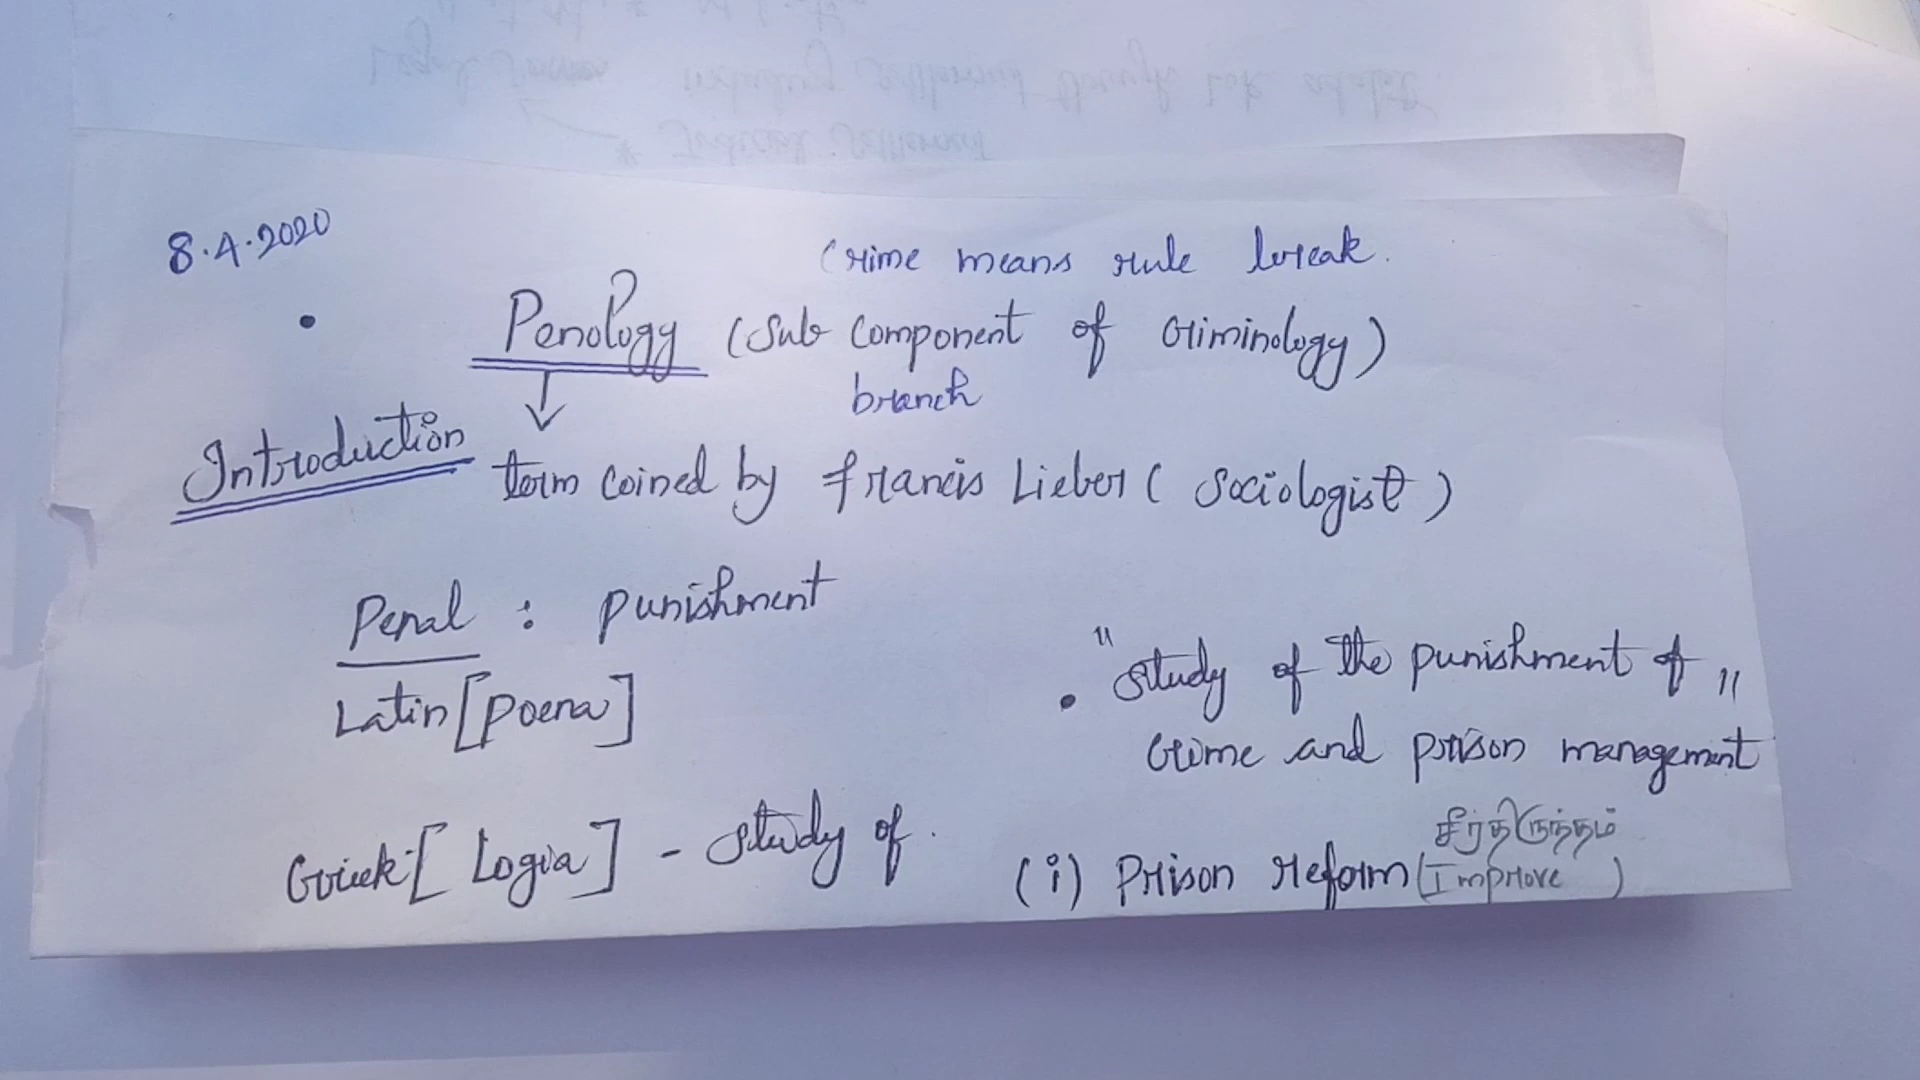 8.4.2020
Crime means rule break.
Penology (Sub Component of Criminology)
branch
Introduction
term coined by Francis Lieber ( Sociologist )
Penal : punishment
Latin [Poena]
"Study of the punishment of "
Crime and prison management
Greek [ Logia ] - study of.
சீர்திருத்தம்
(i) Prison reform (Improve )